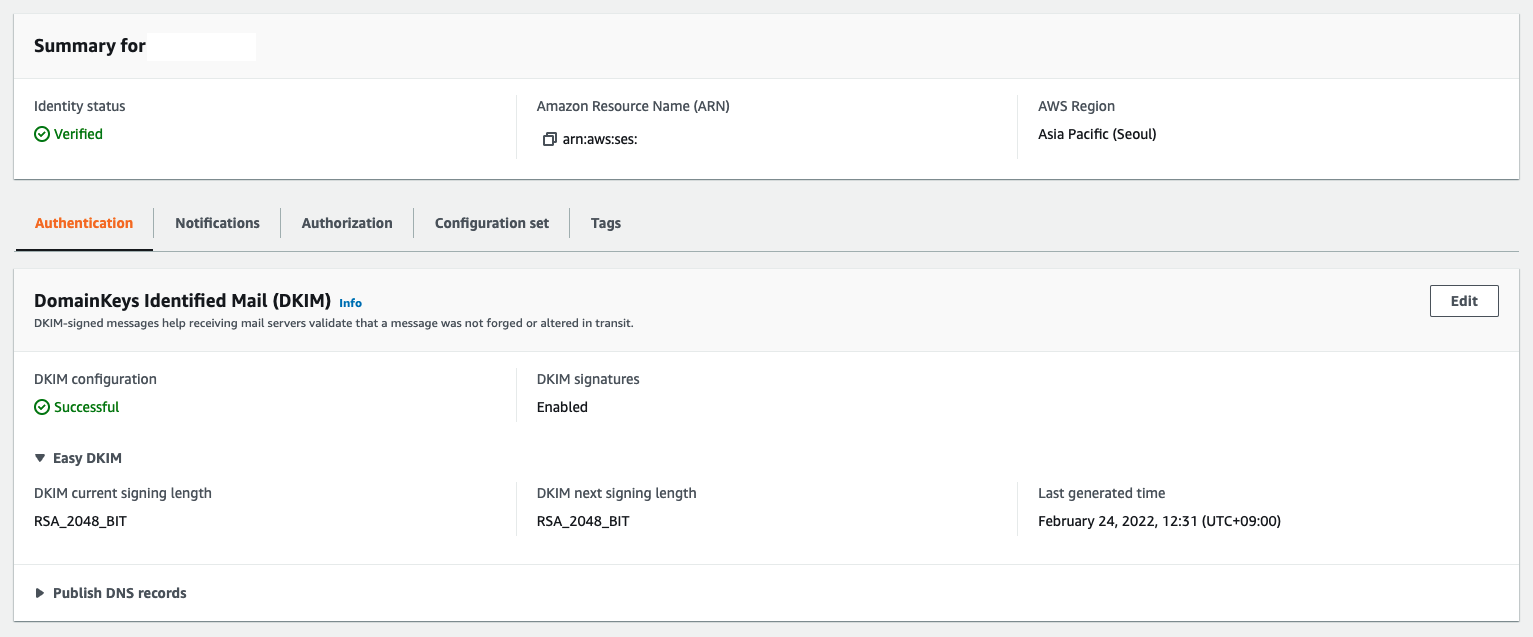 Summary for
Identity status
Verified
Amazon Resource Name (ARN)
arn:aws:ses:
AWS Region
Asia Pacific (Seoul)
Authentication
Notifications
Authorization
Configuration set
Tags
DomainKeys Identified Mail (DKIM) Info
DKIM-signed messages help receiving mail servers validate that a message was not forged or altered in transit.
Edit
DKIM configuration
Successful
DKIM signatures
Enabled
Easy DKIM
DKIM current signing length
RSA_2048_BIT
DKIM next signing length
RSA_2048_BIT
Last generated time
February 24, 2022, 12:31 (UTC+09:00)
Publish DNS records